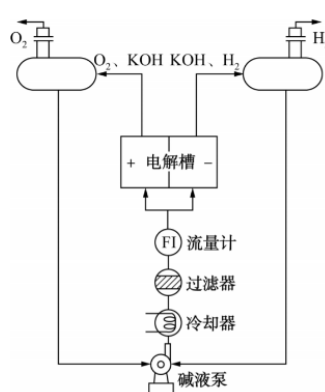 O₂
H
O₂、KOH KOH、H₂
+ 电解槽 −
FI 流量计
过滤器
冷却器
碱液泵